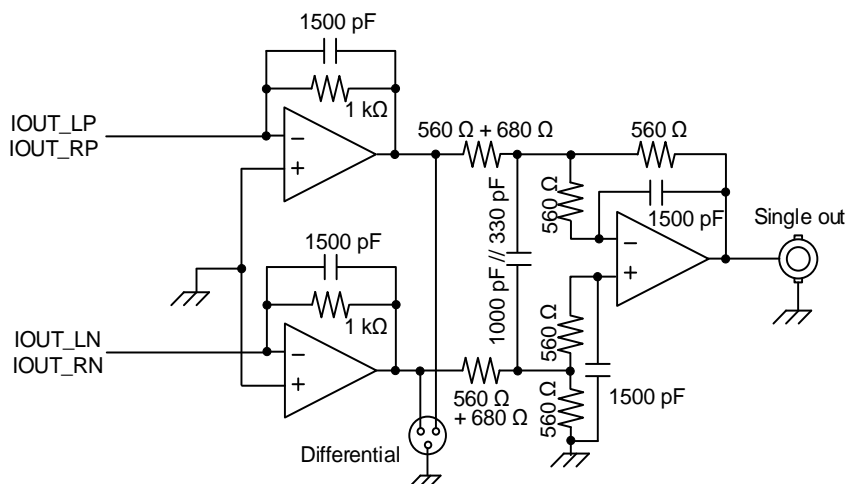 1500 pF
1 kΩ
IOUT_LP
IOUT_RP
−
+
560 Ω + 680 Ω
560 Ω
560 Ω
1500 pF
Single out
−
+
1000 pF // 330 pF
1500 pF
1 kΩ
IOUT_LN
IOUT_RN
−
+
560 Ω
560 Ω
560 Ω
+ 680 Ω
1500 pF
Differential